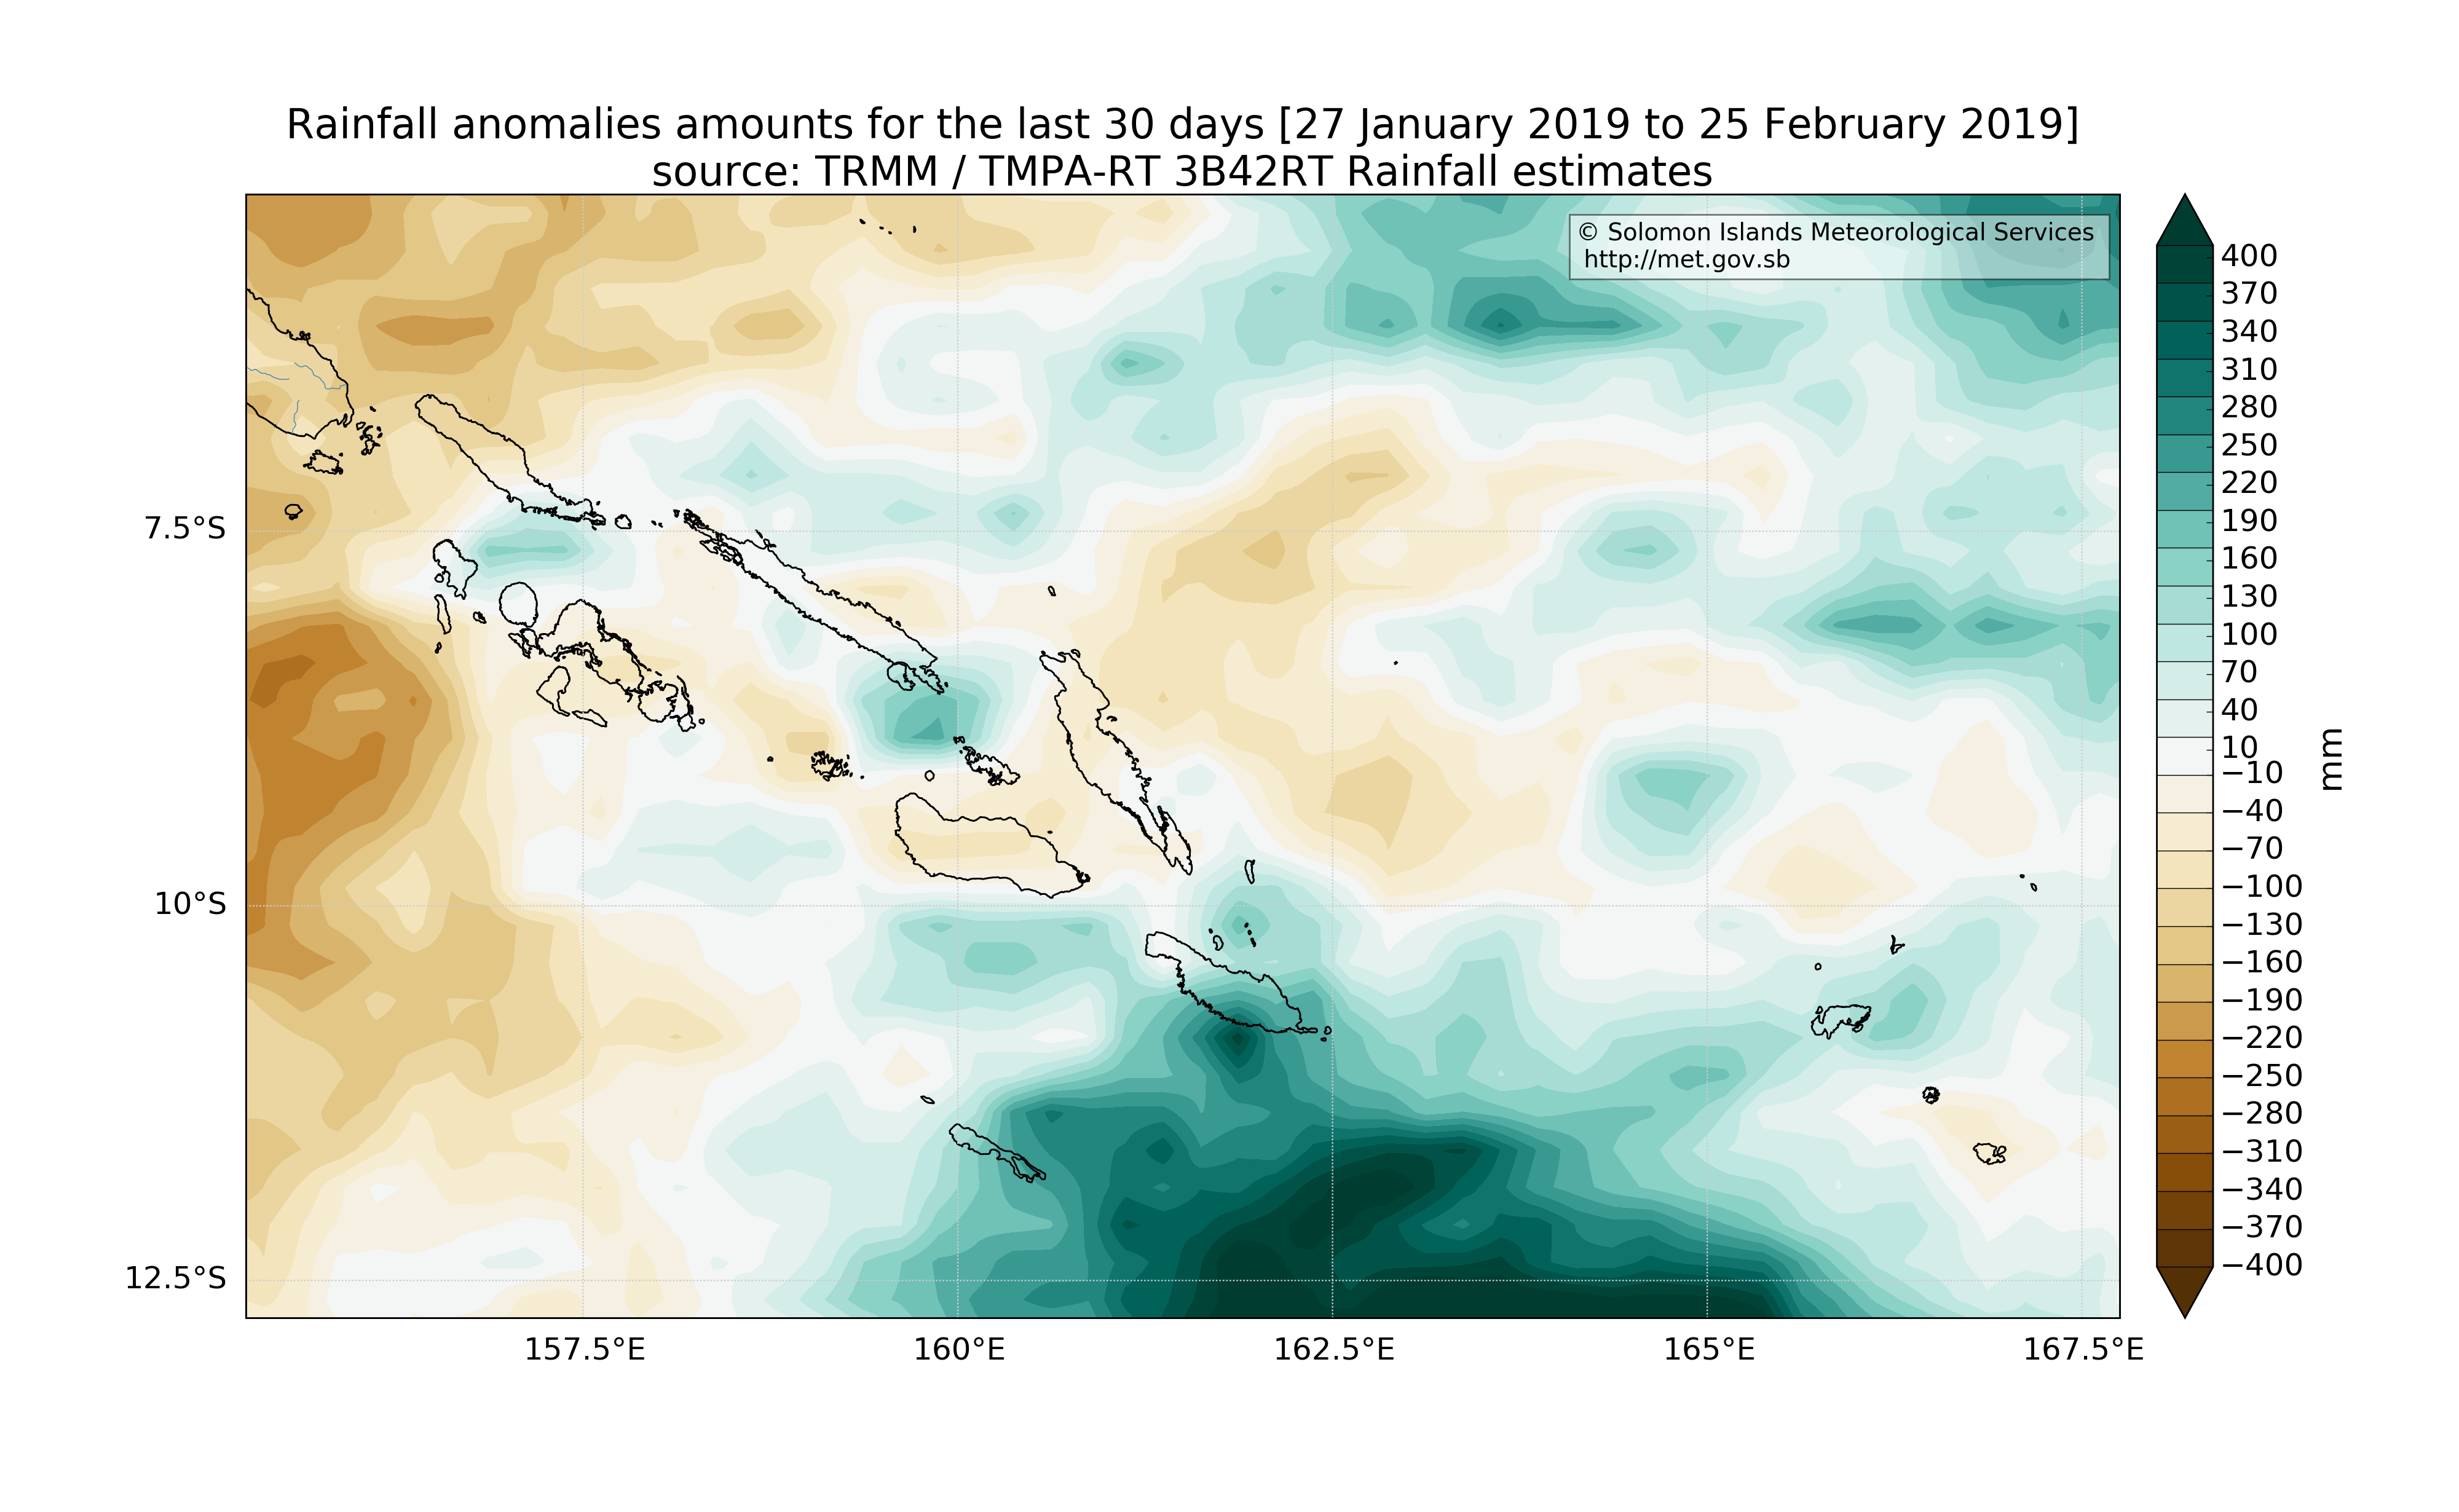 Rainfall anomalies amounts for the last 30 days [27 January 2019 to 25 February 2019]
source: TRMM / TMPA-RT 3B42RT Rainfall estimates
© Solomon Islands Meteorological Services
http://met.gov.sb
7.5°S
10°S
12.5°S
157.5°E
160°E
162.5°E
165°E
167.5°E
400
370
340
310
280
250
220
190
160
130
100
70
40
10
−10
−40
−70
−100
−130
−160
−190
−220
−250
−280
−310
−340
−370
−400
mm